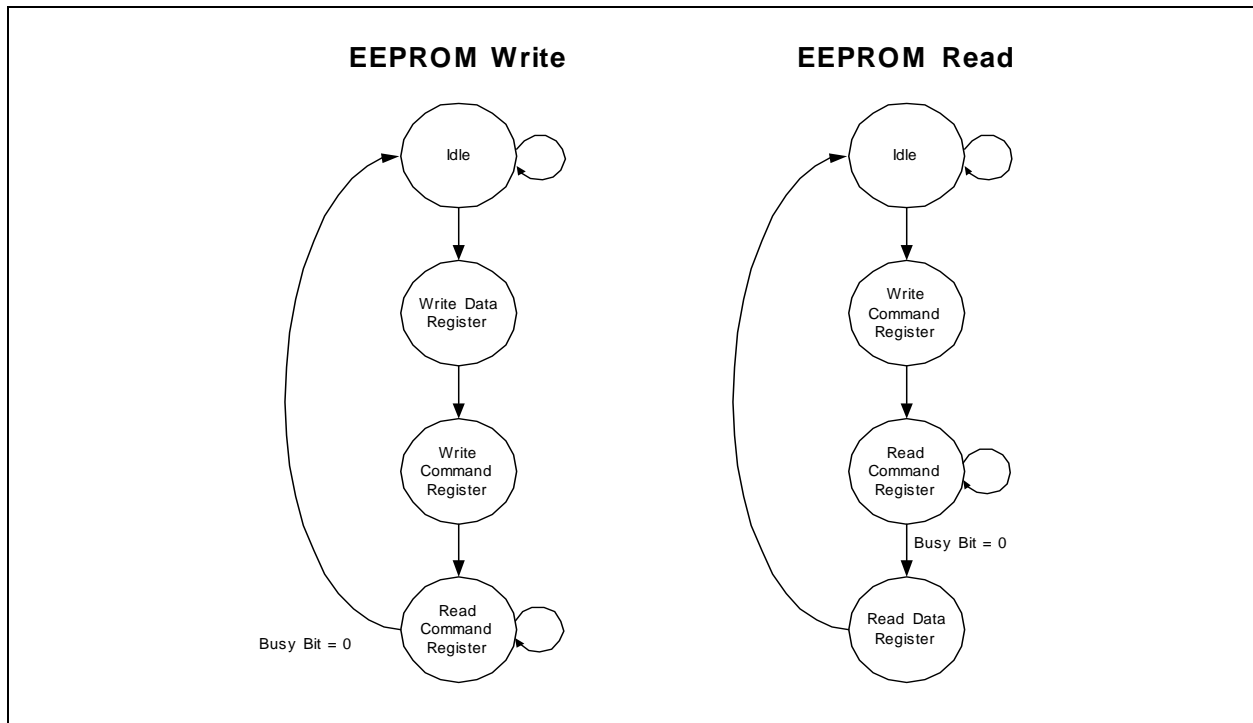 EEPROM Write
Idle
Write Data
Register
Write
Command
Register
Read
Command
Register
Busy Bit = 0
EEPROM Read
Idle
Write
Command
Register
Read
Command
Register
Busy Bit = 0
Read Data
Register